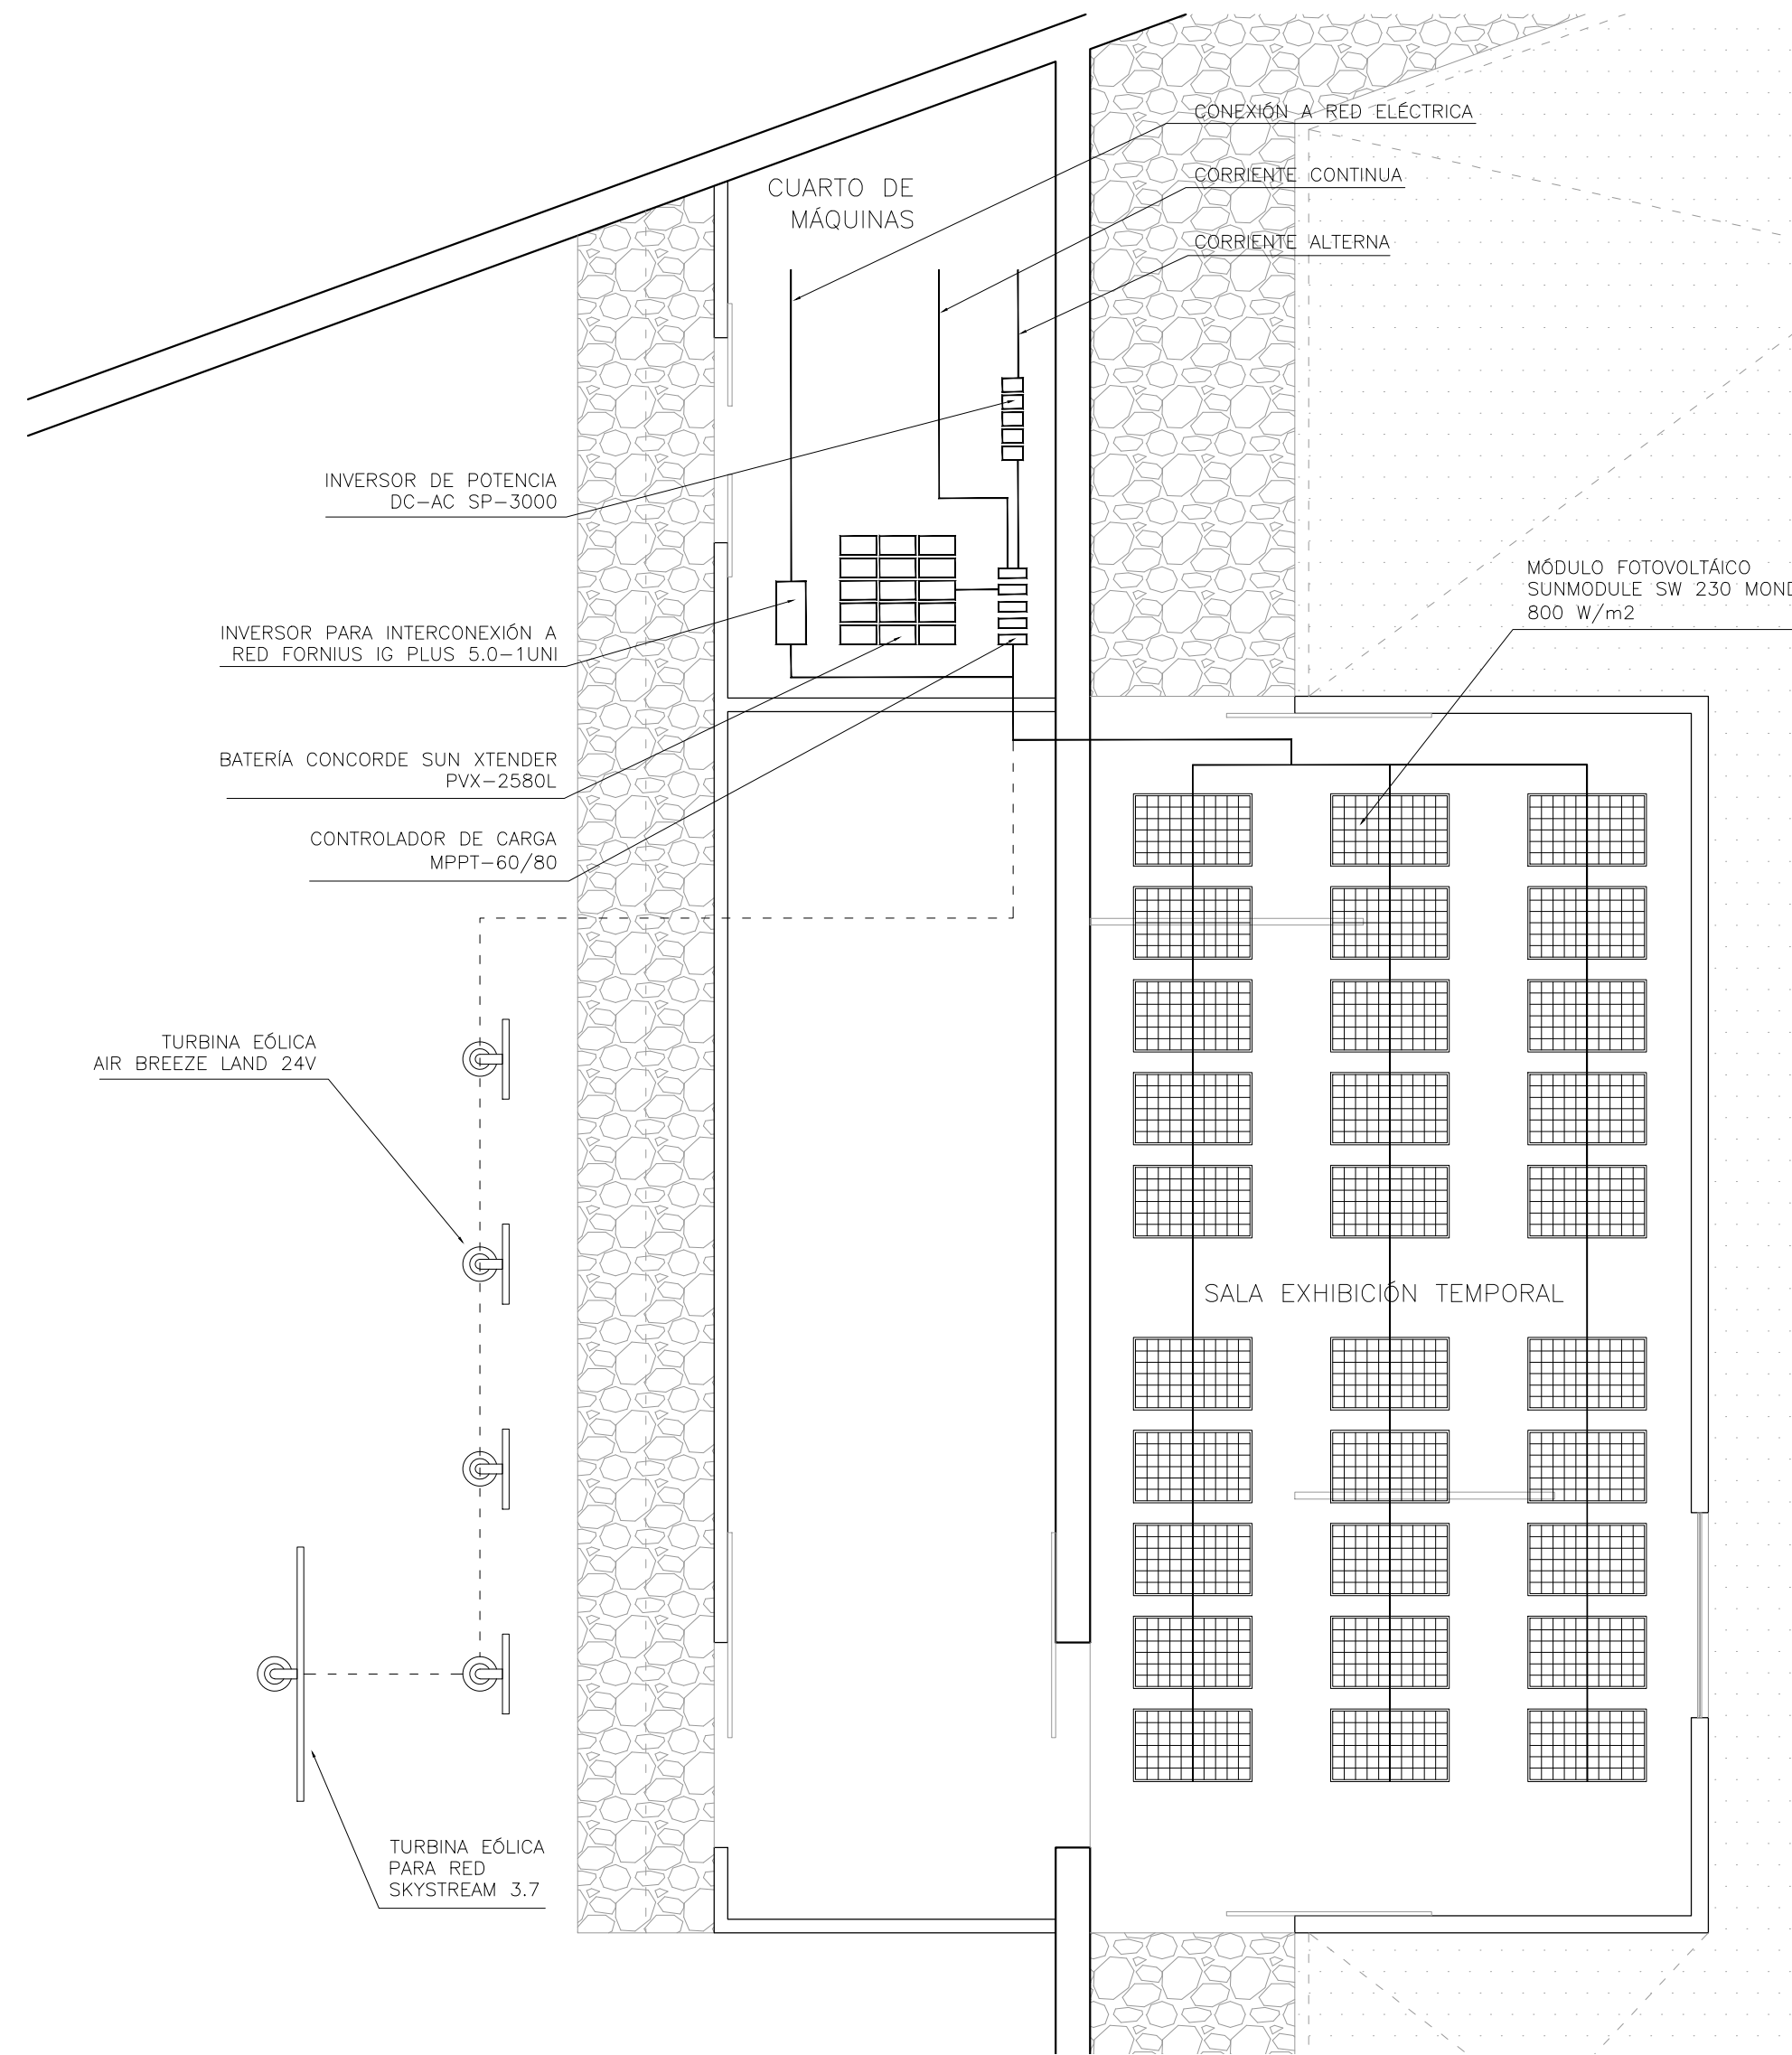 CONEXIÓN A RED ELÉCTRICA
CUARTO DE
MÁQUINAS
CORRIENTE CONTINUA
CORRIENTE ALTERNA
INVERSOR DE POTENCIA
DC-AC SP-3000
MÓDULO FOTOVOLTÁICO
SUNMODULE SW 230
800 W/m2
INVERSOR PARA INTERCONEXIÓN A
RED FORNIUS IG PLUS 5.0-1UNI
BATERÍA CONCORDE SUN XTENDER
PVX-2580L
CONTROLADOR DE CARGA
MPPT-60/80
TURBINA EÓLICA
AIR BREEZE LAND 24V
SALA EXHIBICIÓN TEMPORAL
TURBINA EÓLICA
PARA RED
SKYSTREAM 3.7